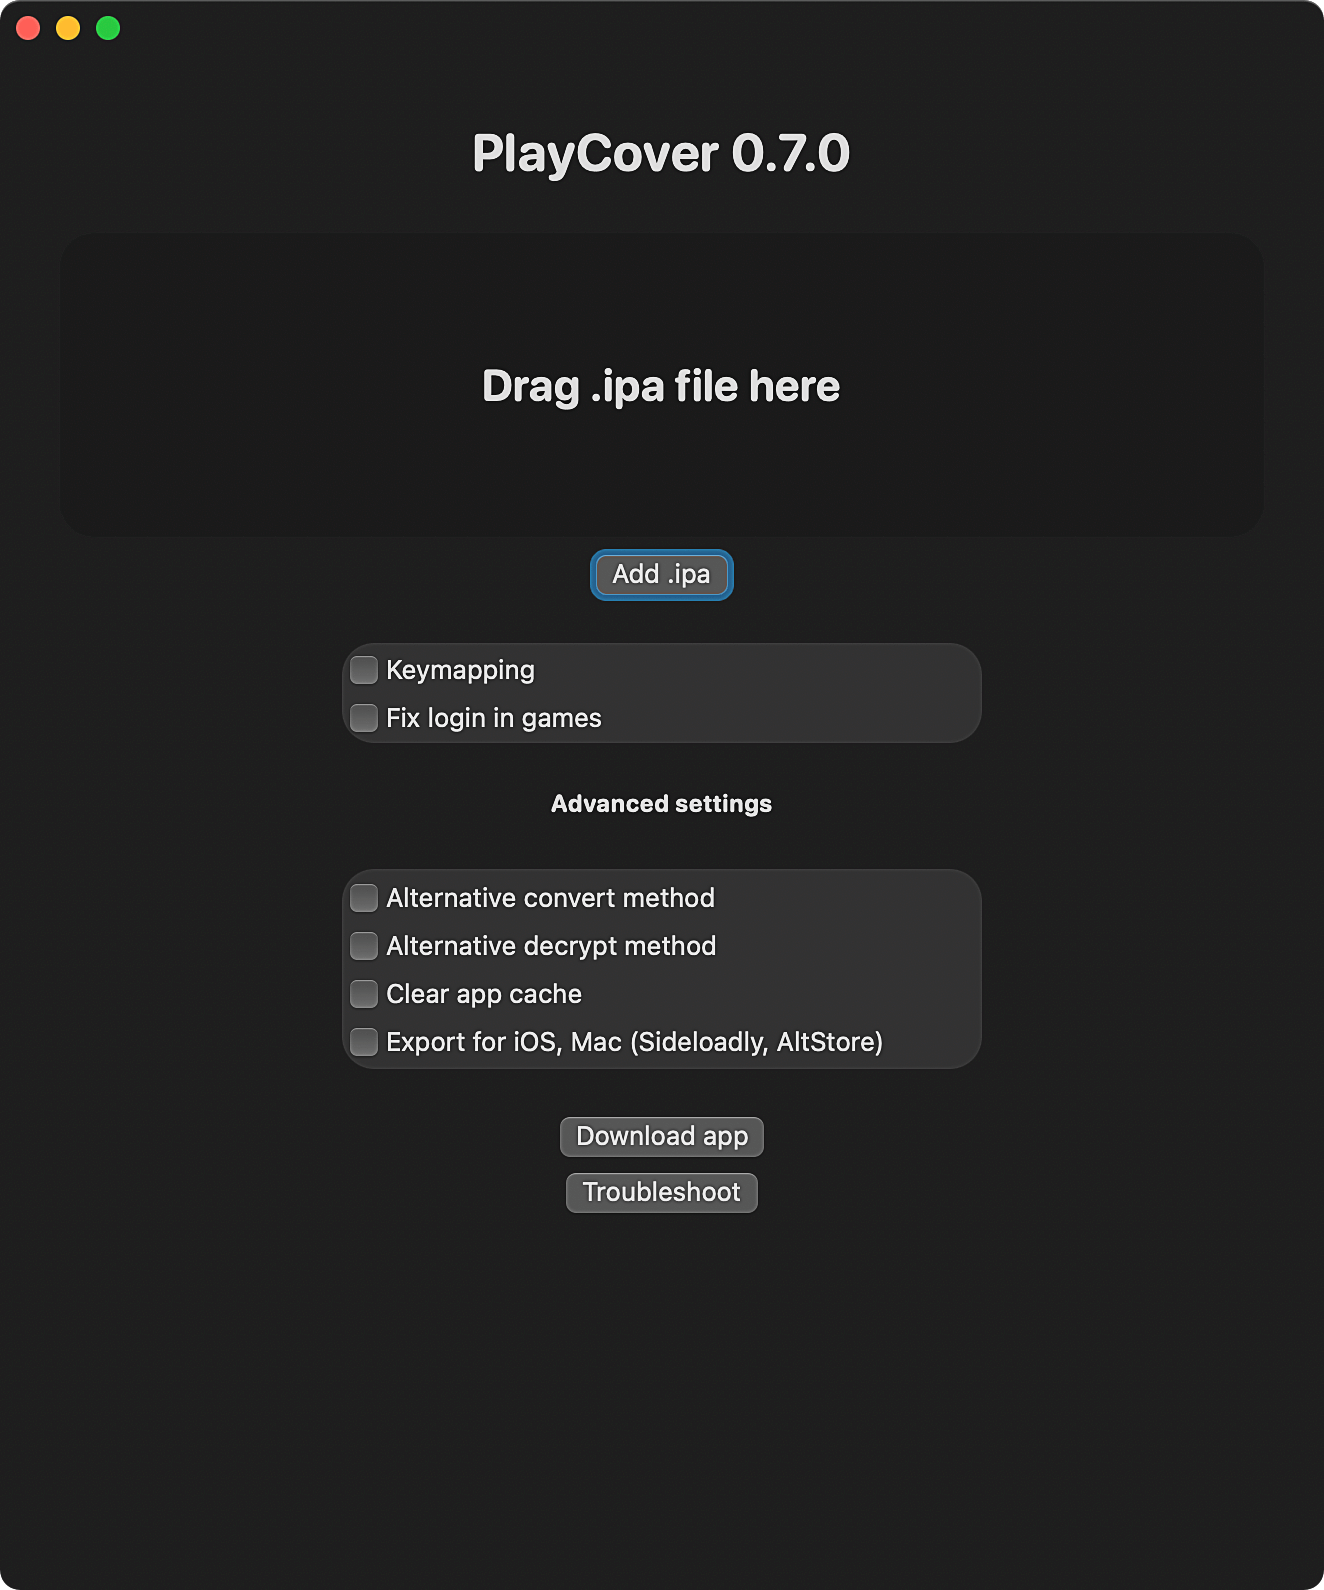 PlayCover 0.7.0
Drag .ipa file here
Add .ipa
Keymapping
Fix login in games
Advanced settings
Alternative convert method
Alternative decrypt method
Clear app cache
Export for iOS, Mac (Sideloadly, AltStore)
Download app
Troubleshoot